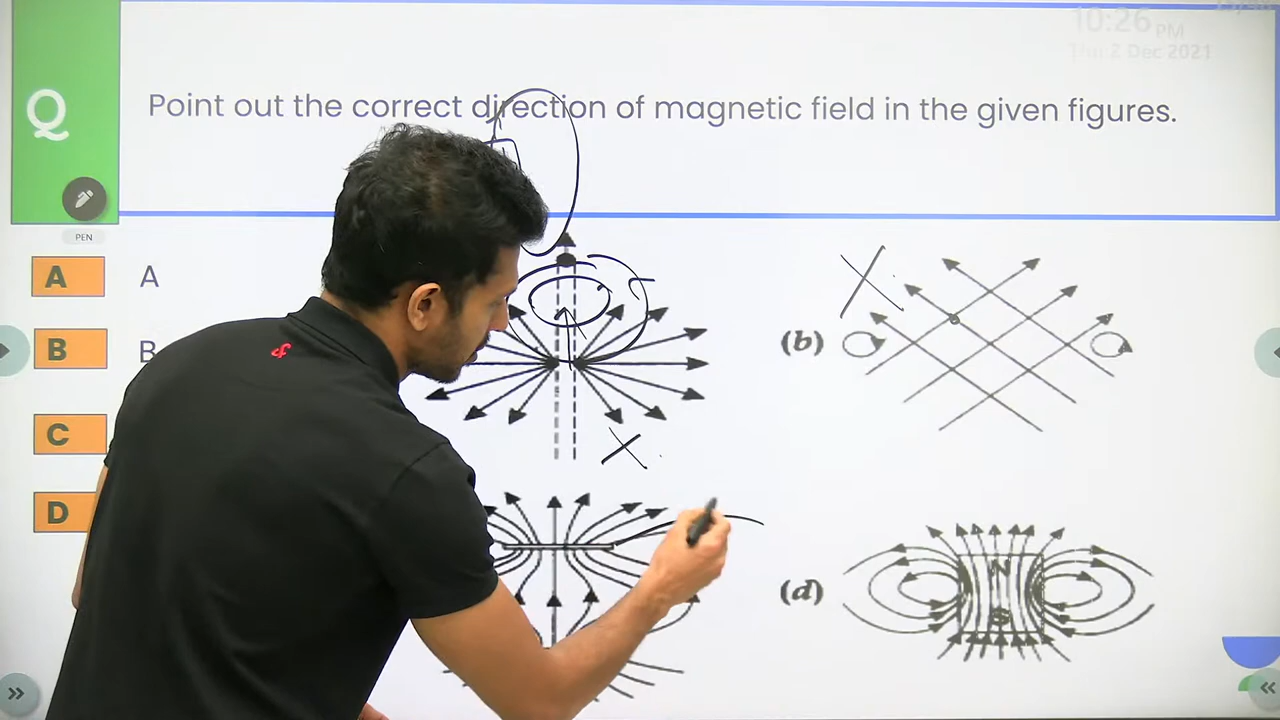 10:26 PM
Thu 2 Dec 2021
Q
Point out the correct direction of magnetic field in the given figures.
PEN
A A
B B
(b)
C
D
N
(d)
S